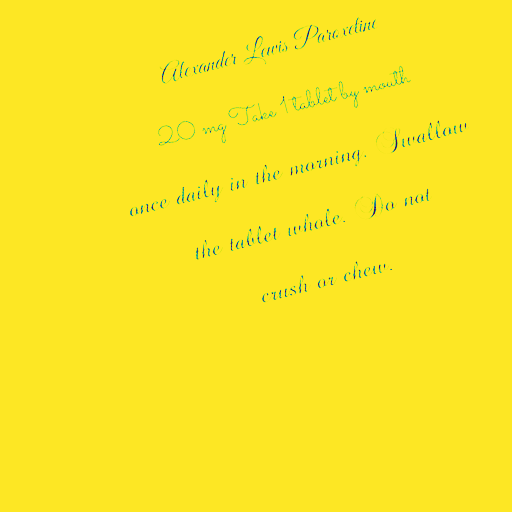 Alexander Lewis Paroxetine
20 mg Take 1 tablet by mouth
once daily in the morning. Swallow
the tablet whole. Do not
crush or chew.